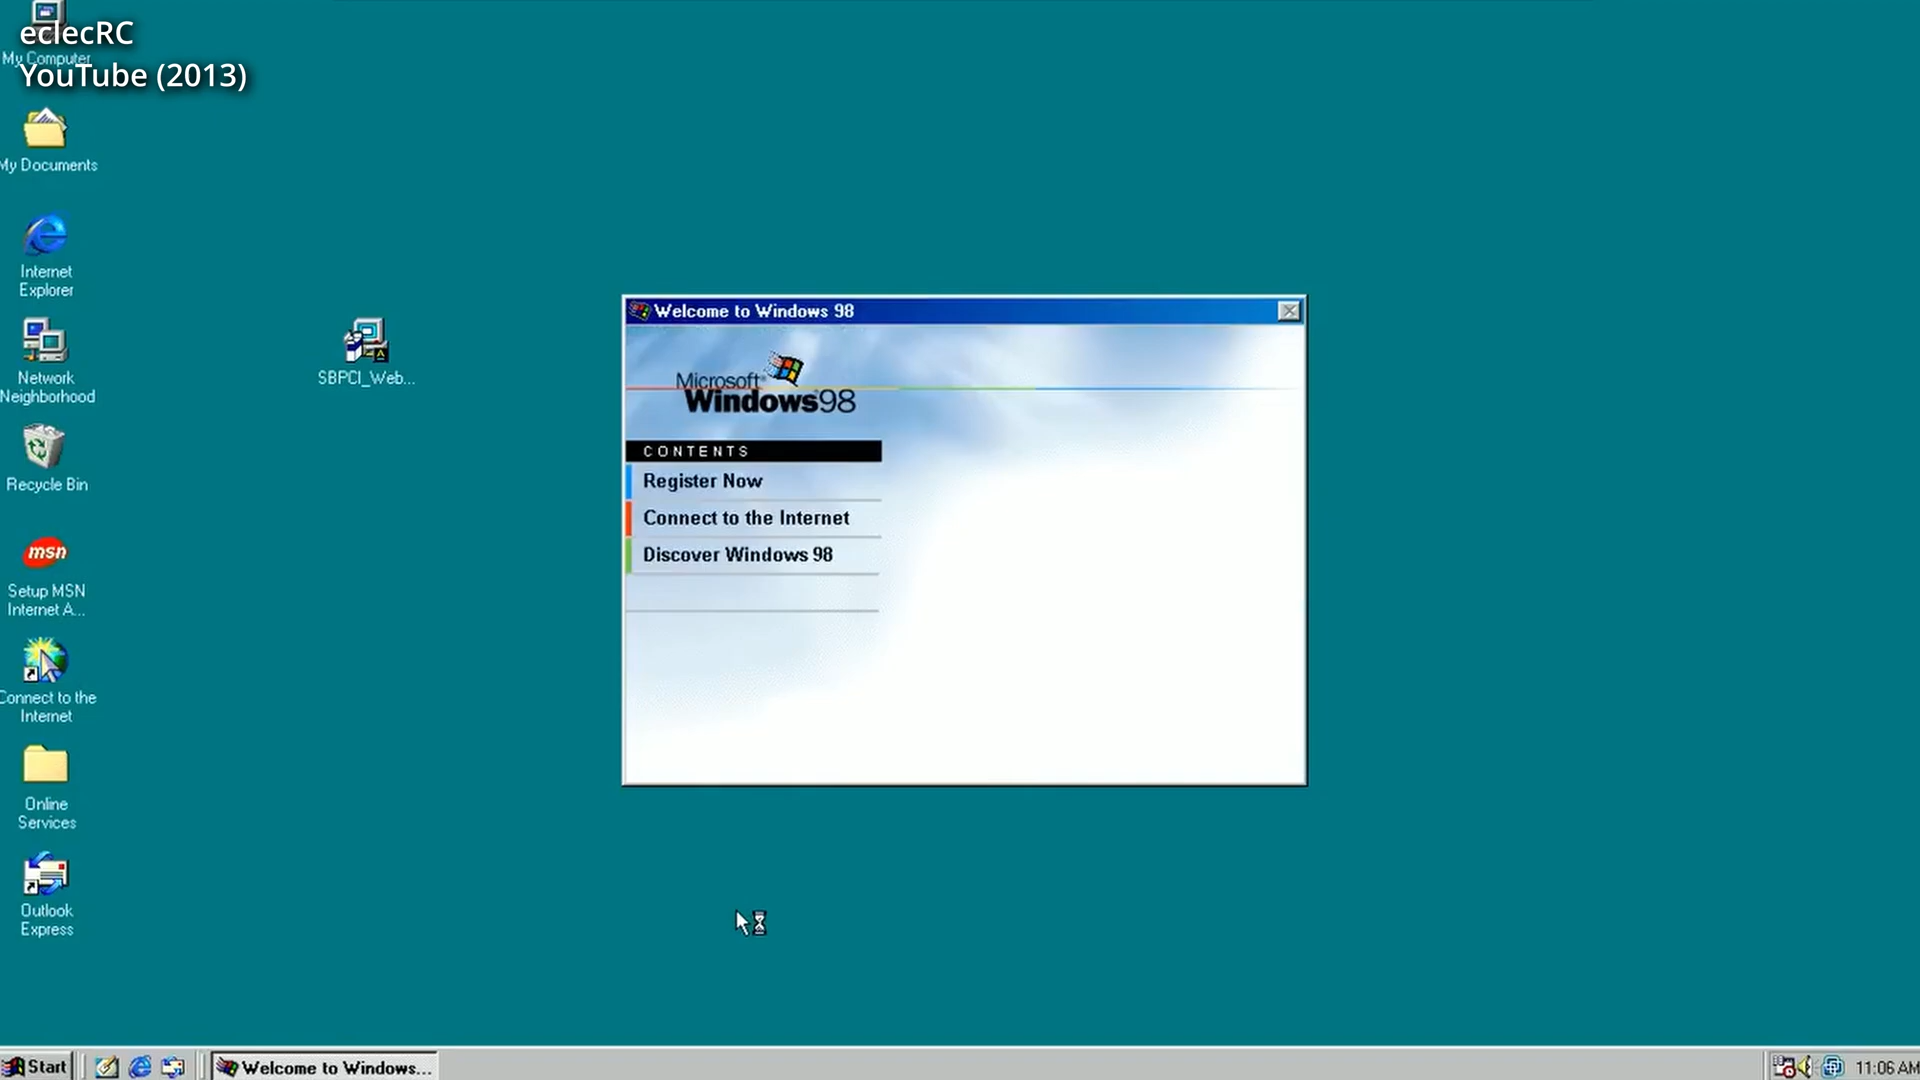 eclecRC
YouTube (2013)
My Computer
My Documents
Internet
Explorer
Network
Neighborhood
SBPCI_Web...
Recycle Bin
Setup MSN
Internet A...
Connect to the
Internet
Online
Services
Outlook
Express
msn
Welcome to Windows 98
Microsoft
Windows98
CONTENTS
Register Now
Connect to the Internet
Discover Windows 98
Start
Welcome to Windows...
11:06 AM